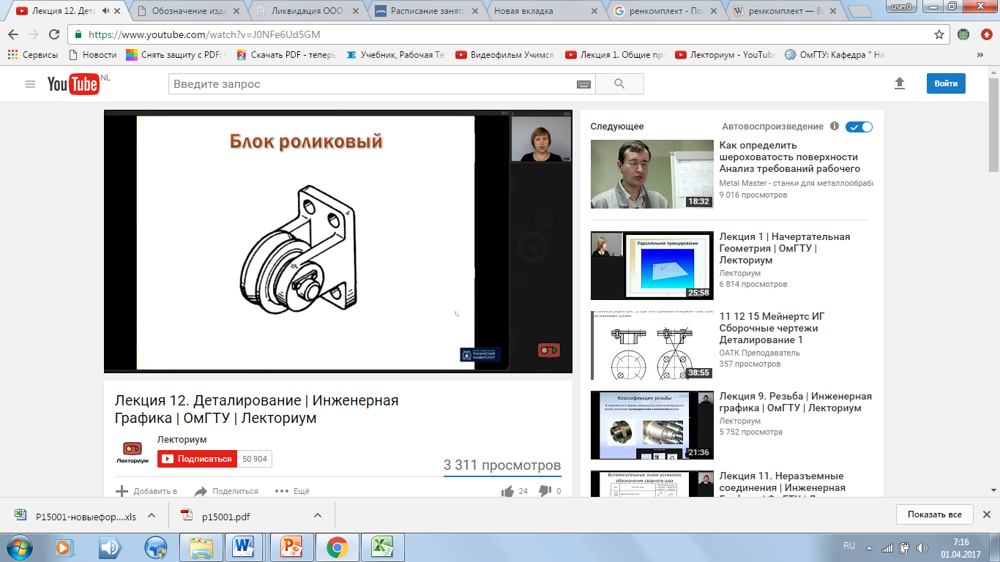 Лекция 12. Дета
Обозначение изде
Ликвидация ООО
Расписание заняти
Новая вкладка
ренкомплект - По
ремкомплект — Ви
user0
https://www.youtube.com/watch?v=J0NFe6Ud5GM
Сервисы
Новости
Снять защиту с PDF: б
Скачать PDF - теперь
Учебник, Рабочая Те
Видеофильм Учимся
Лекция 1. Общие пра
Лекториум - YouTube
ОмГТУ: Кафедра " На
»
YouTube NL
Введите запрос
Войти
Блок роликовый
ТЕХНИЧЕСКИЙ
УНИВЕРСИТЕТ
Лекция 12. Деталирование | Инженерная
Графика | ОмГТУ | Лекториум
Лекториум
Лекториум
Подписаться
50 904
3 311 просмотров
Добавить в
Поделиться
Ещё
24
0
Следующее
Автовоспроизведение
18:32
Как определить
шероховатость поверхности
Анализ требований рабочего
Metal Master - станки для металлообрабо
9 016 просмотров
Параллельное проецирование
25:58
Лекция 1 | Начертательная
Геометрия | ОмГТУ |
Лекториум
Лекториум
6 814 просмотров
38:55
11 12 15 Мейнертс ИГ
Сборочные чертежи
Деталирование 1
ОАТК Преподаватель
357 просмотров
Классификация резьбы
21:36
Лекция 9. Резьба | Инженерная
графика | ОмГТУ | Лекториум
Лекториум
5 752 просмотра
Вспомогательные знаки условного
обозначения сварного шва
Лекция 11. Неразъемные
соединения | Инженерная
P15001-новыефор....xls
p15001.pdf
Показать все
RU
7:16
01.04.2017